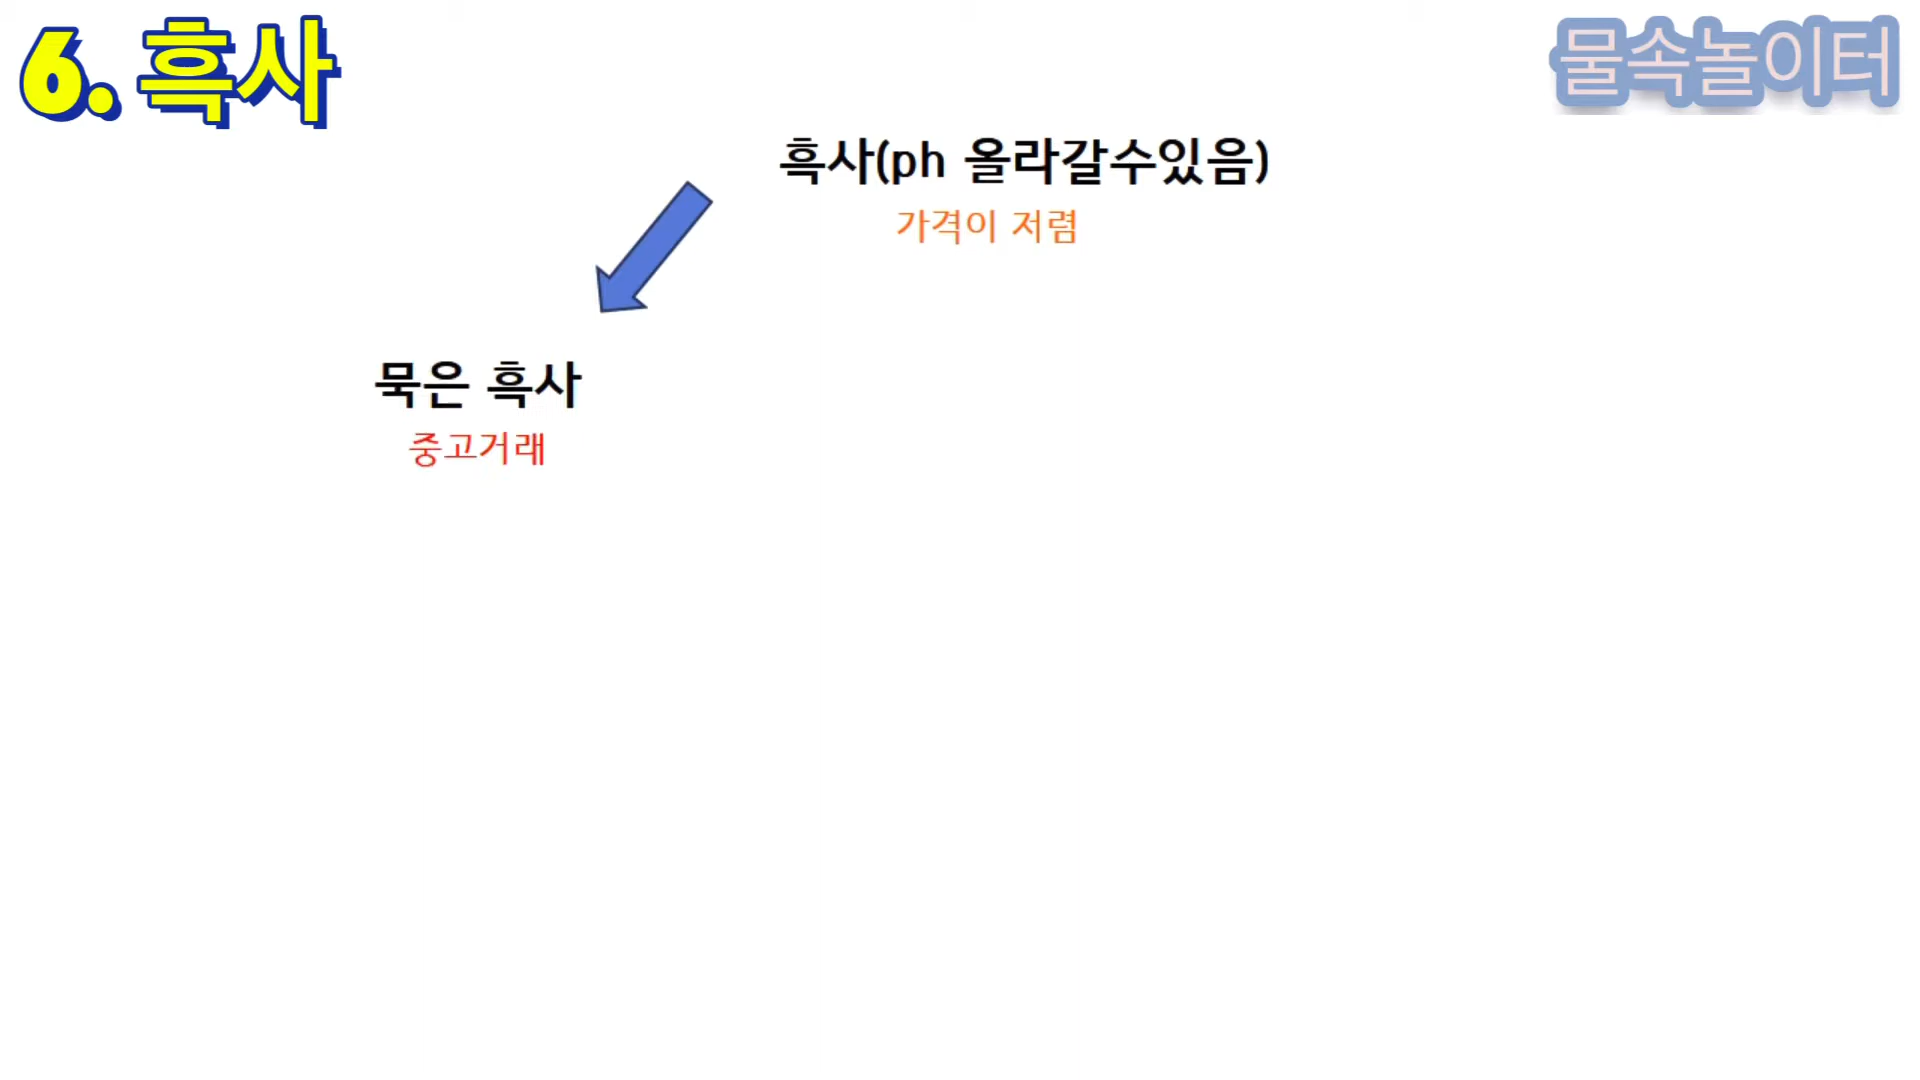 6. 흑사
물속놀이터
흑사(ph 올라갈수있음)
가격이 저렴
묵은 흑사
중고거래